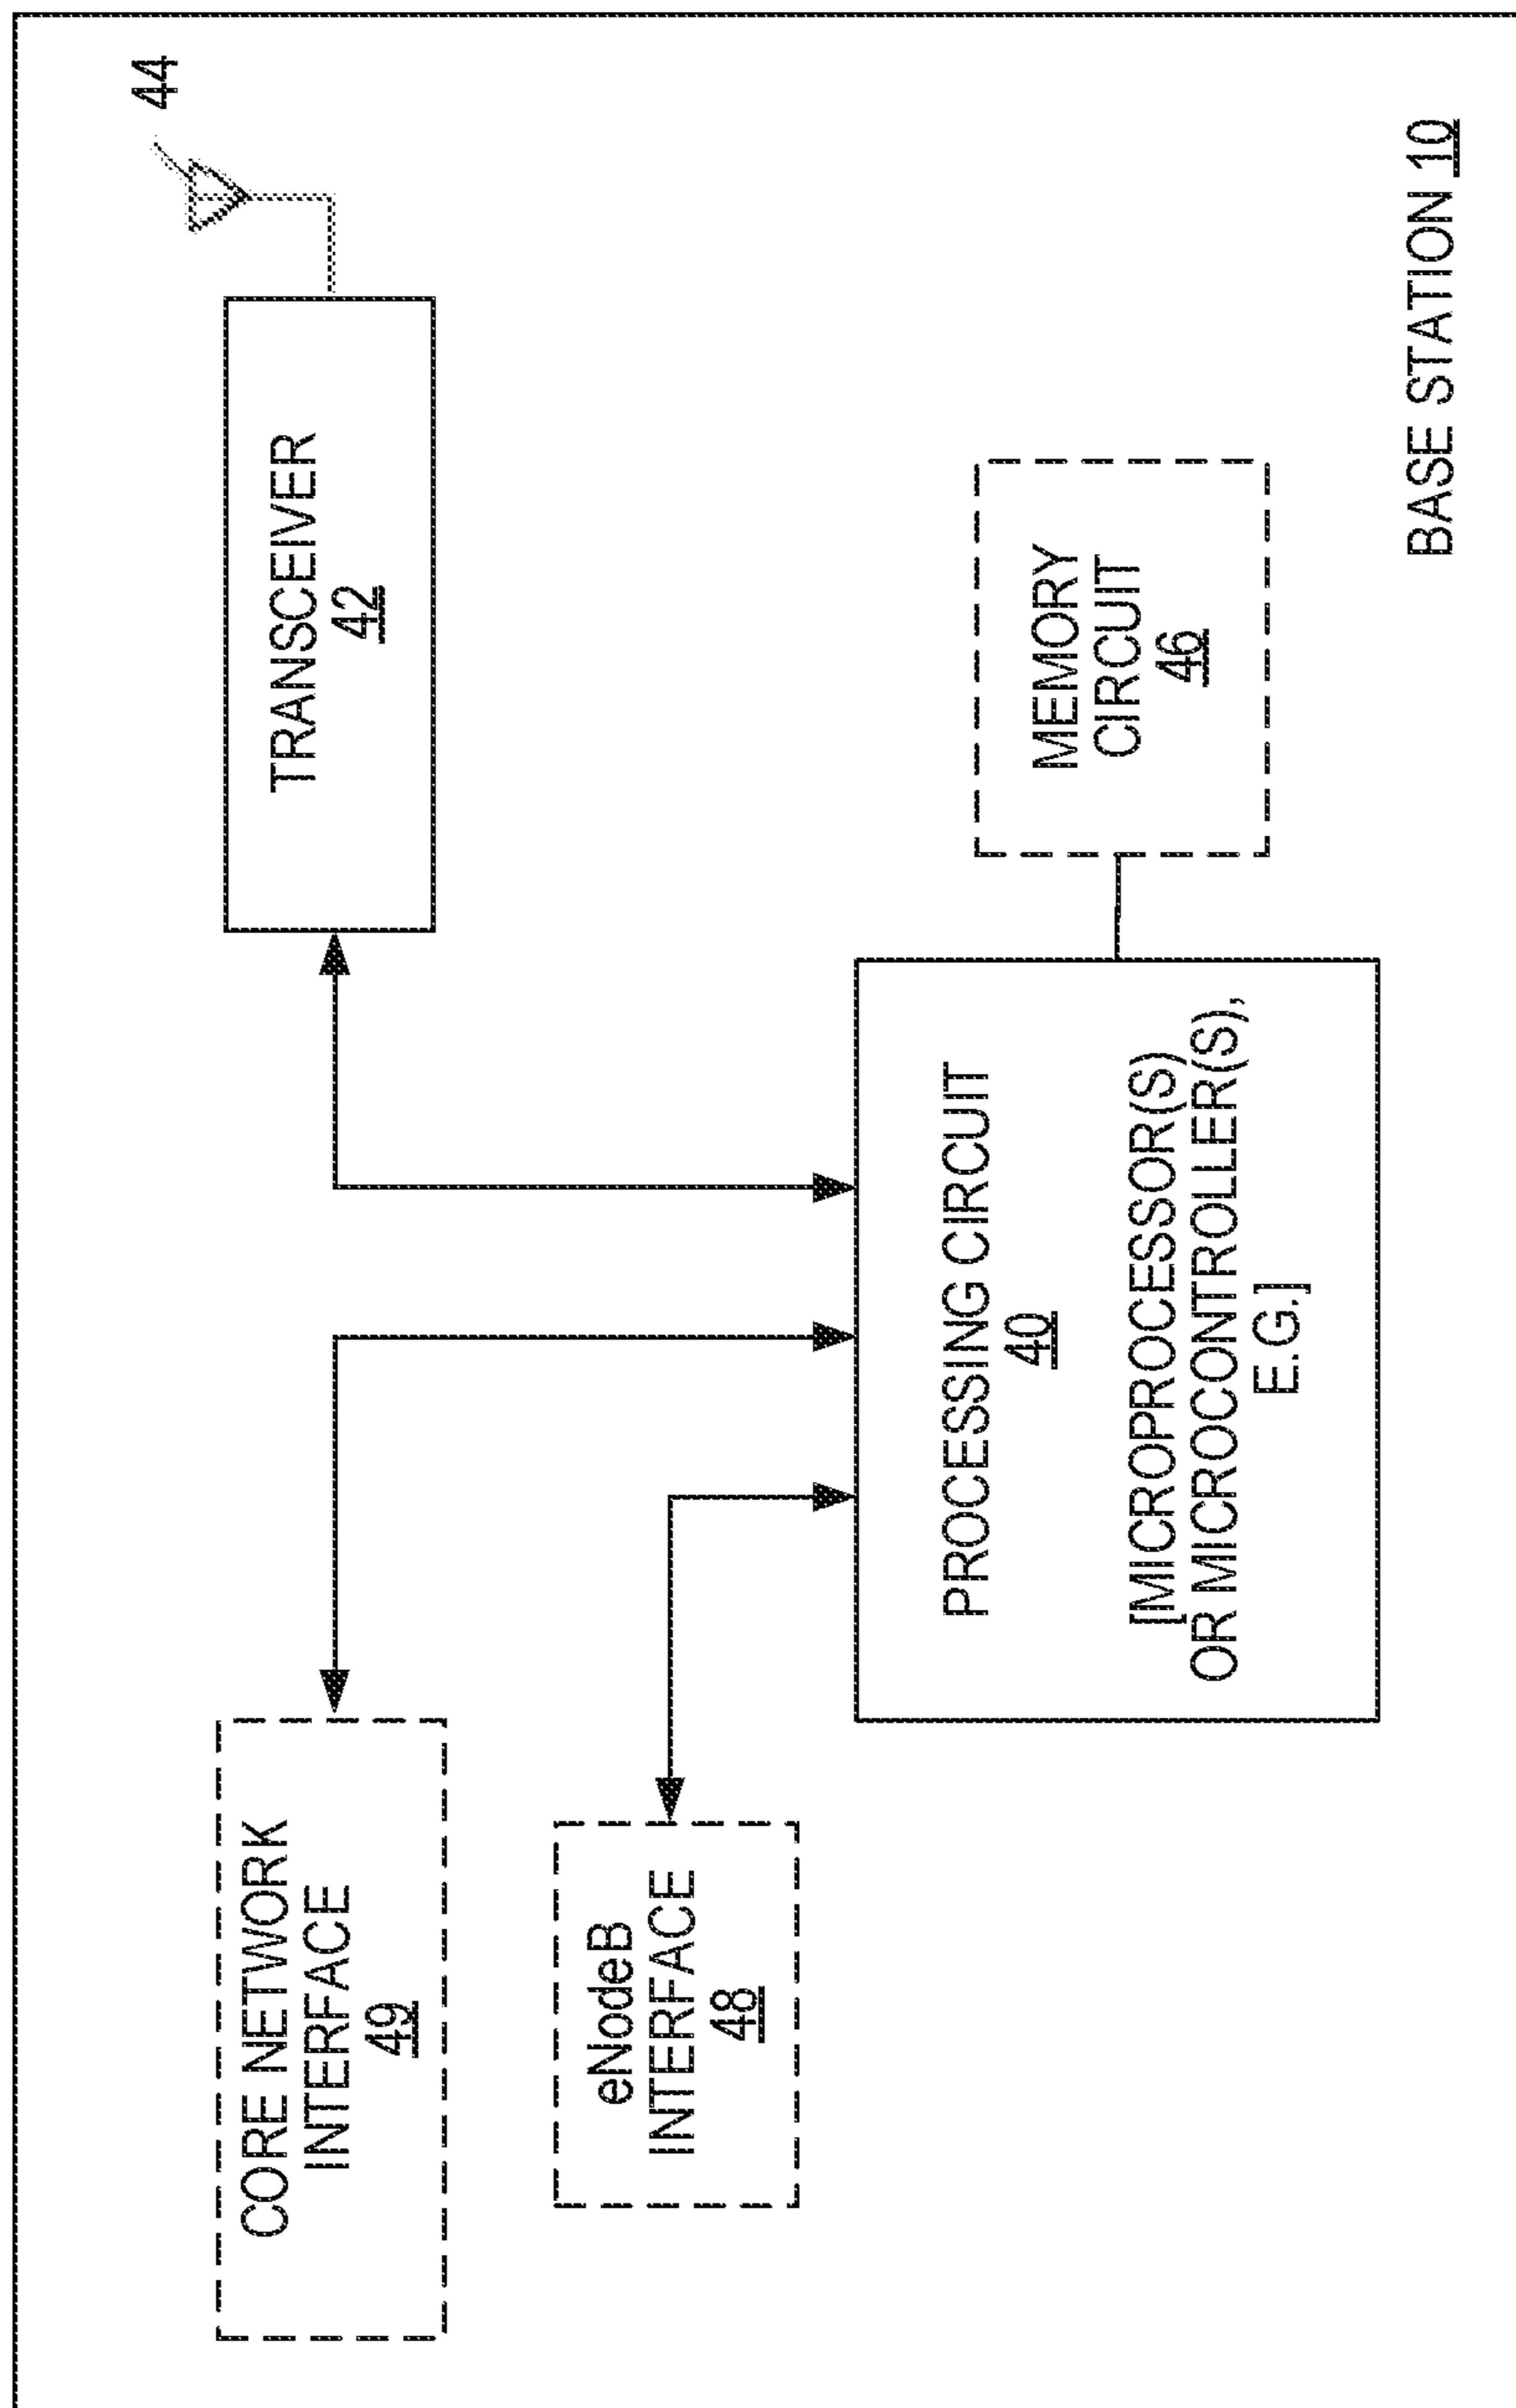 CORE NETWORK
INTERFACE
49
TRANSCEIVER
42
44
eNodeB
INTERFACE
48
PROCESSING CIRCUIT
40
[MICROPROCESSOR(S)
OR MICROCONTROLLER(S),
E.G.]
MEMORY
CIRCUIT
46
BASE STATION 10